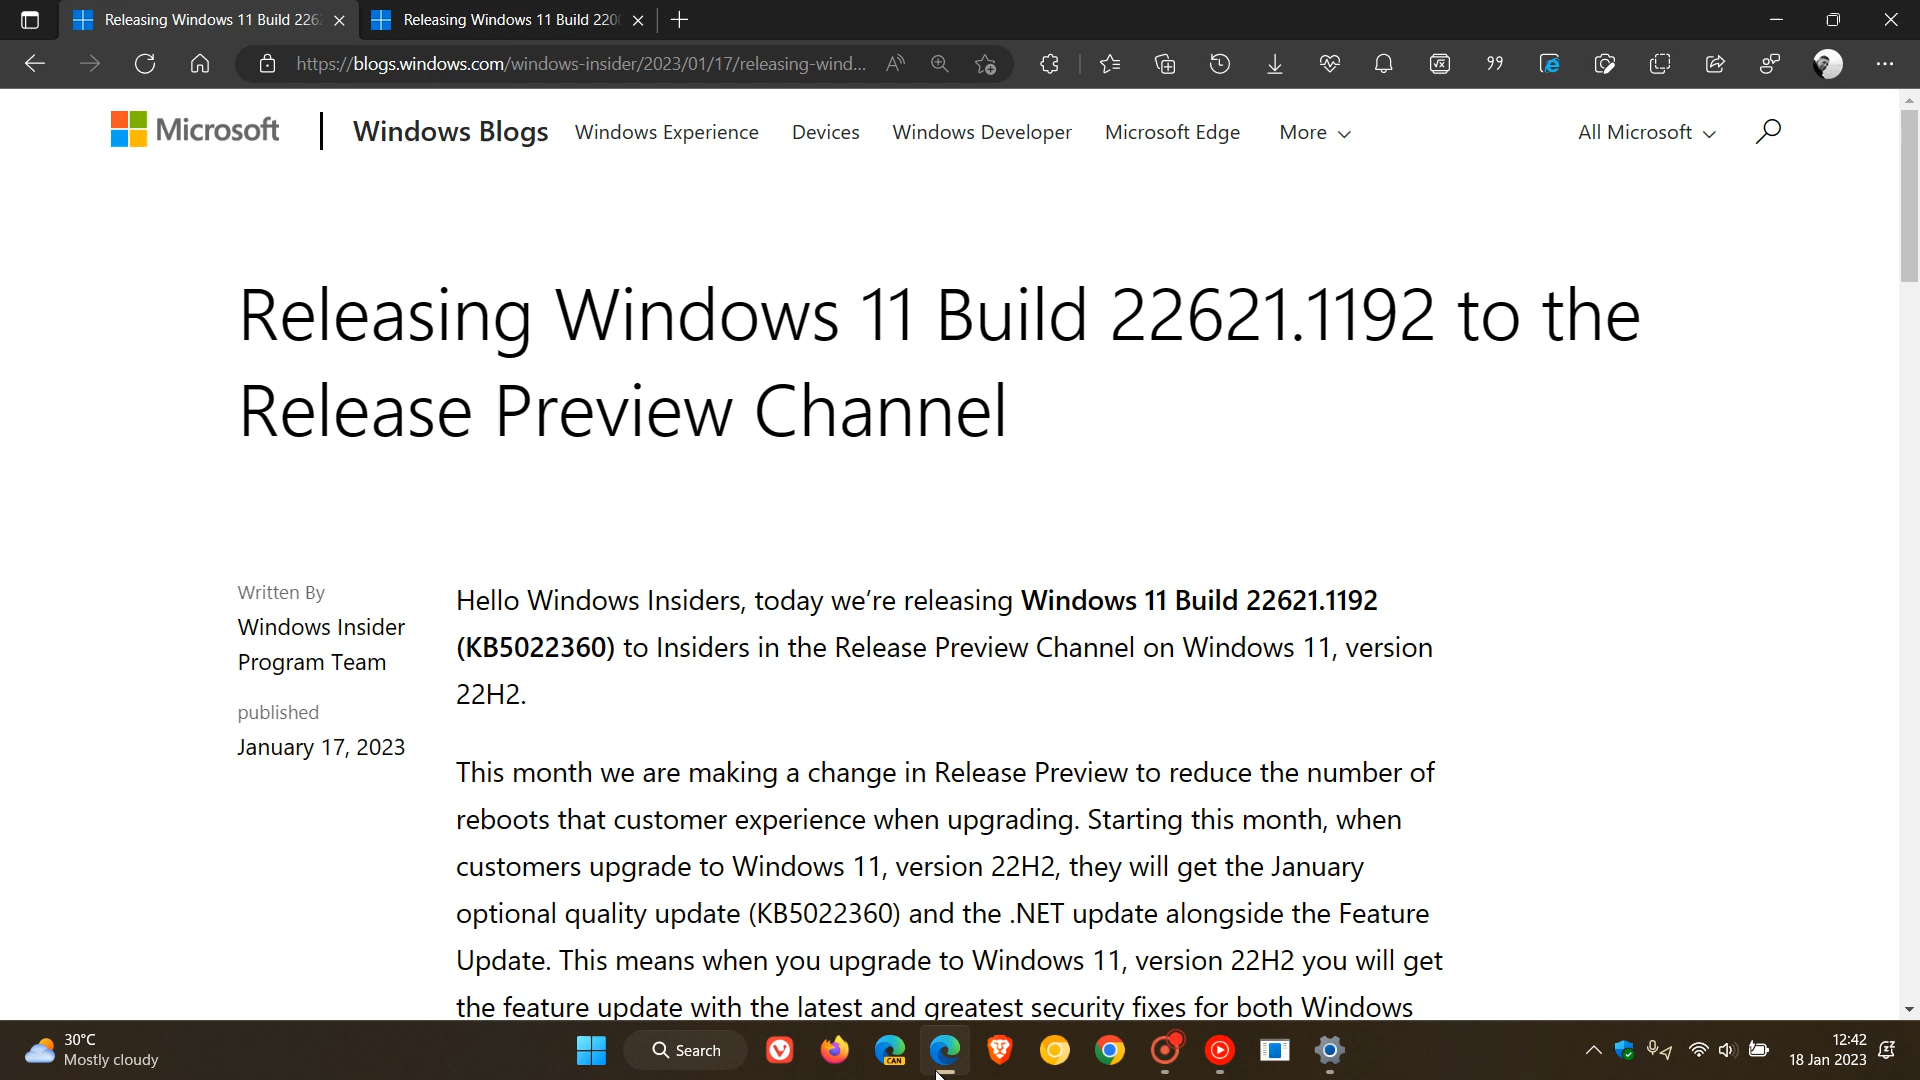 Releasing Windows 11 Build 226
Releasing Windows 11 Build 220
https://blogs.windows.com/windows-insider/2023/01/17/releasing-wind...
Microsoft
Windows Blogs
Windows Experience
Devices
Windows Developer
Microsoft Edge
More
All Microsoft
Releasing Windows 11 Build 22621.1192 to the
Release Preview Channel
Written By
Windows Insider
Program Team
published
January 17, 2023
Hello Windows Insiders, today we’re releasing Windows 11 Build 22621.1192
(KB5022360) to Insiders in the Release Preview Channel on Windows 11, version
22H2.
This month we are making a change in Release Preview to reduce the number of
reboots that customer experience when upgrading. Starting this month, when
customers upgrade to Windows 11, version 22H2, they will get the January
optional quality update (KB5022360) and the .NET update alongside the Feature
Update. This means when you upgrade to Windows 11, version 22H2 you will get
the feature update with the latest and greatest security fixes for both Windows
30°C
Mostly cloudy
Search
CAN
12:42
18 Jan 2023